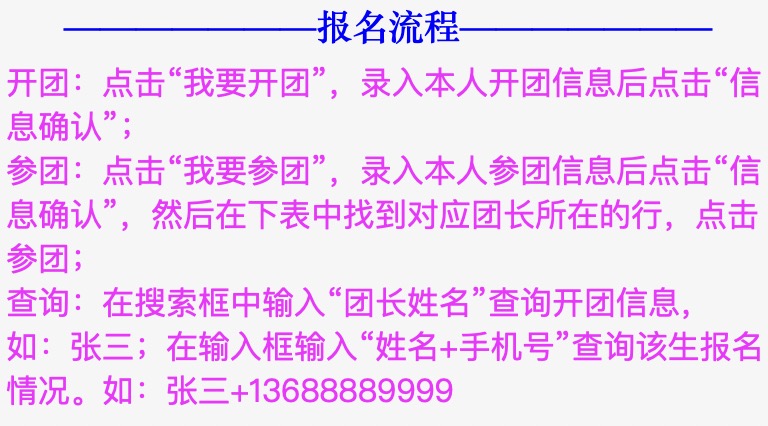 ———————报名流程———————
开团：点击“我要开团”，录入本人开团信息后点击“信
息确认”；
参团：点击“我要参团”，录入本人参团信息后点击“信
息确认”，然后在下表中找到对应团长所在的行，点击
参团；
查询：在搜索框中输入“团长姓名”查询开团信息，
如：张三；在输入框输入“姓名+手机号”查询该生报名
情况。如：张三+13688889999